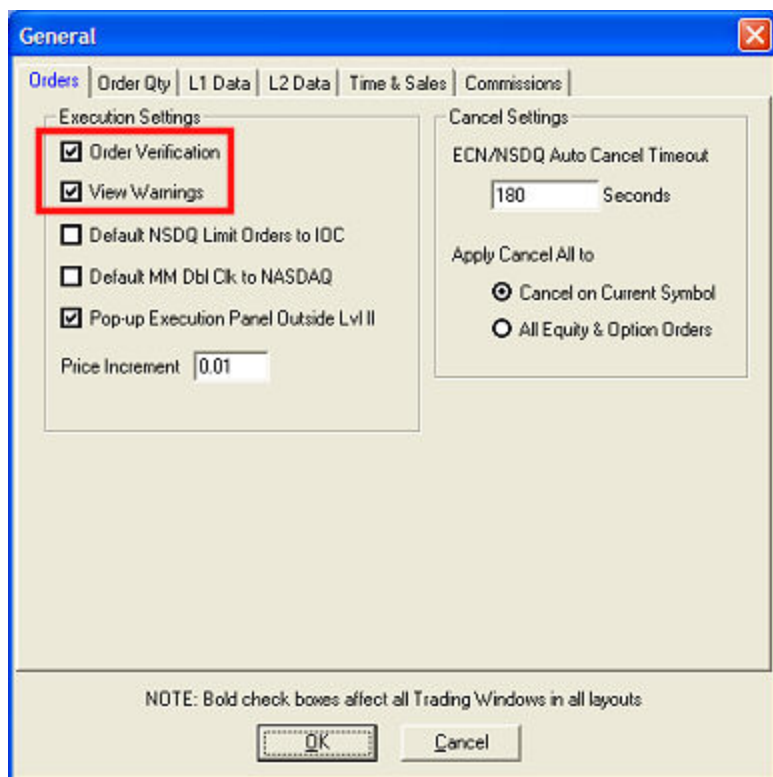 General
Orders
Order Qty
L1 Data
L2 Data
Time & Sales
Commissions
Execution Settings
Order Verification
View Warnings
Default NSDQ Limit Orders to IOC
Default MM Dbl Clk to NASDAQ
Pop-up Execution Panel Outside Lvl II
Price Increment 0.01
Cancel Settings
ECN/NSDQ Auto Cancel Timeout
180 Seconds
Apply Cancel All to
Cancel on Current Symbol
All Equity & Option Orders
NOTE: Bold check boxes affect all Trading Windows in all layouts
OK
Cancel